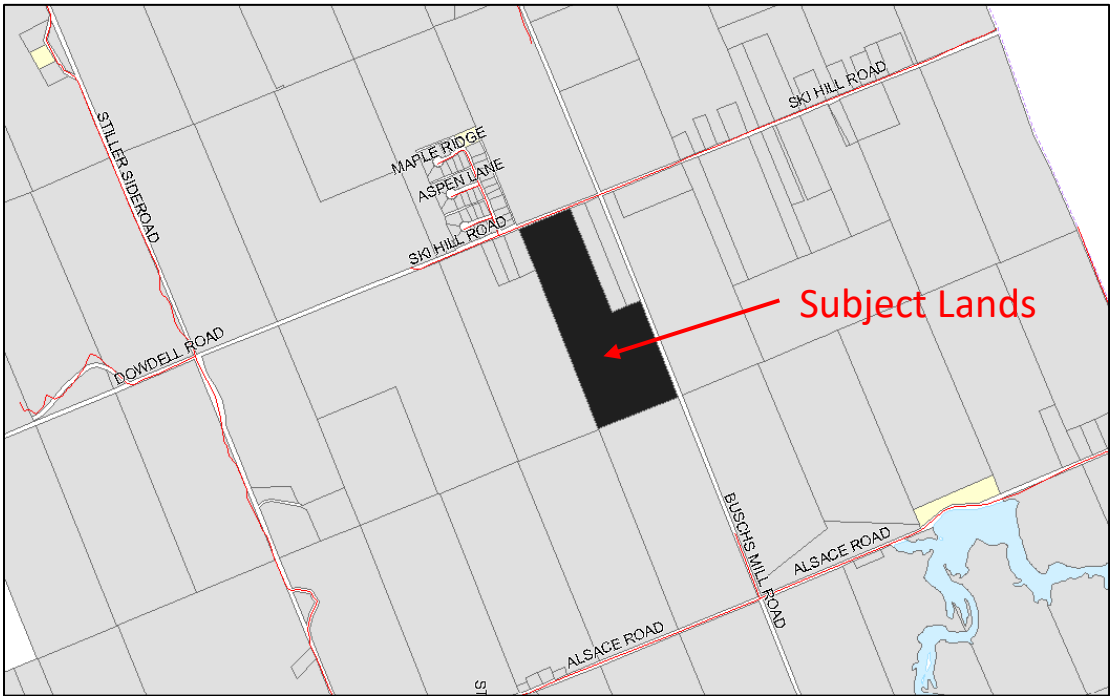 SKI HILL ROAD
STILLER SIDEROAD
MAPLE RIDGE
ASPEN LANE
SKI HILL ROAD
Subject Lands
DOWDELL ROAD
BUSCHS MILL ROAD
ALSACE ROAD
ALSACE ROAD
ST